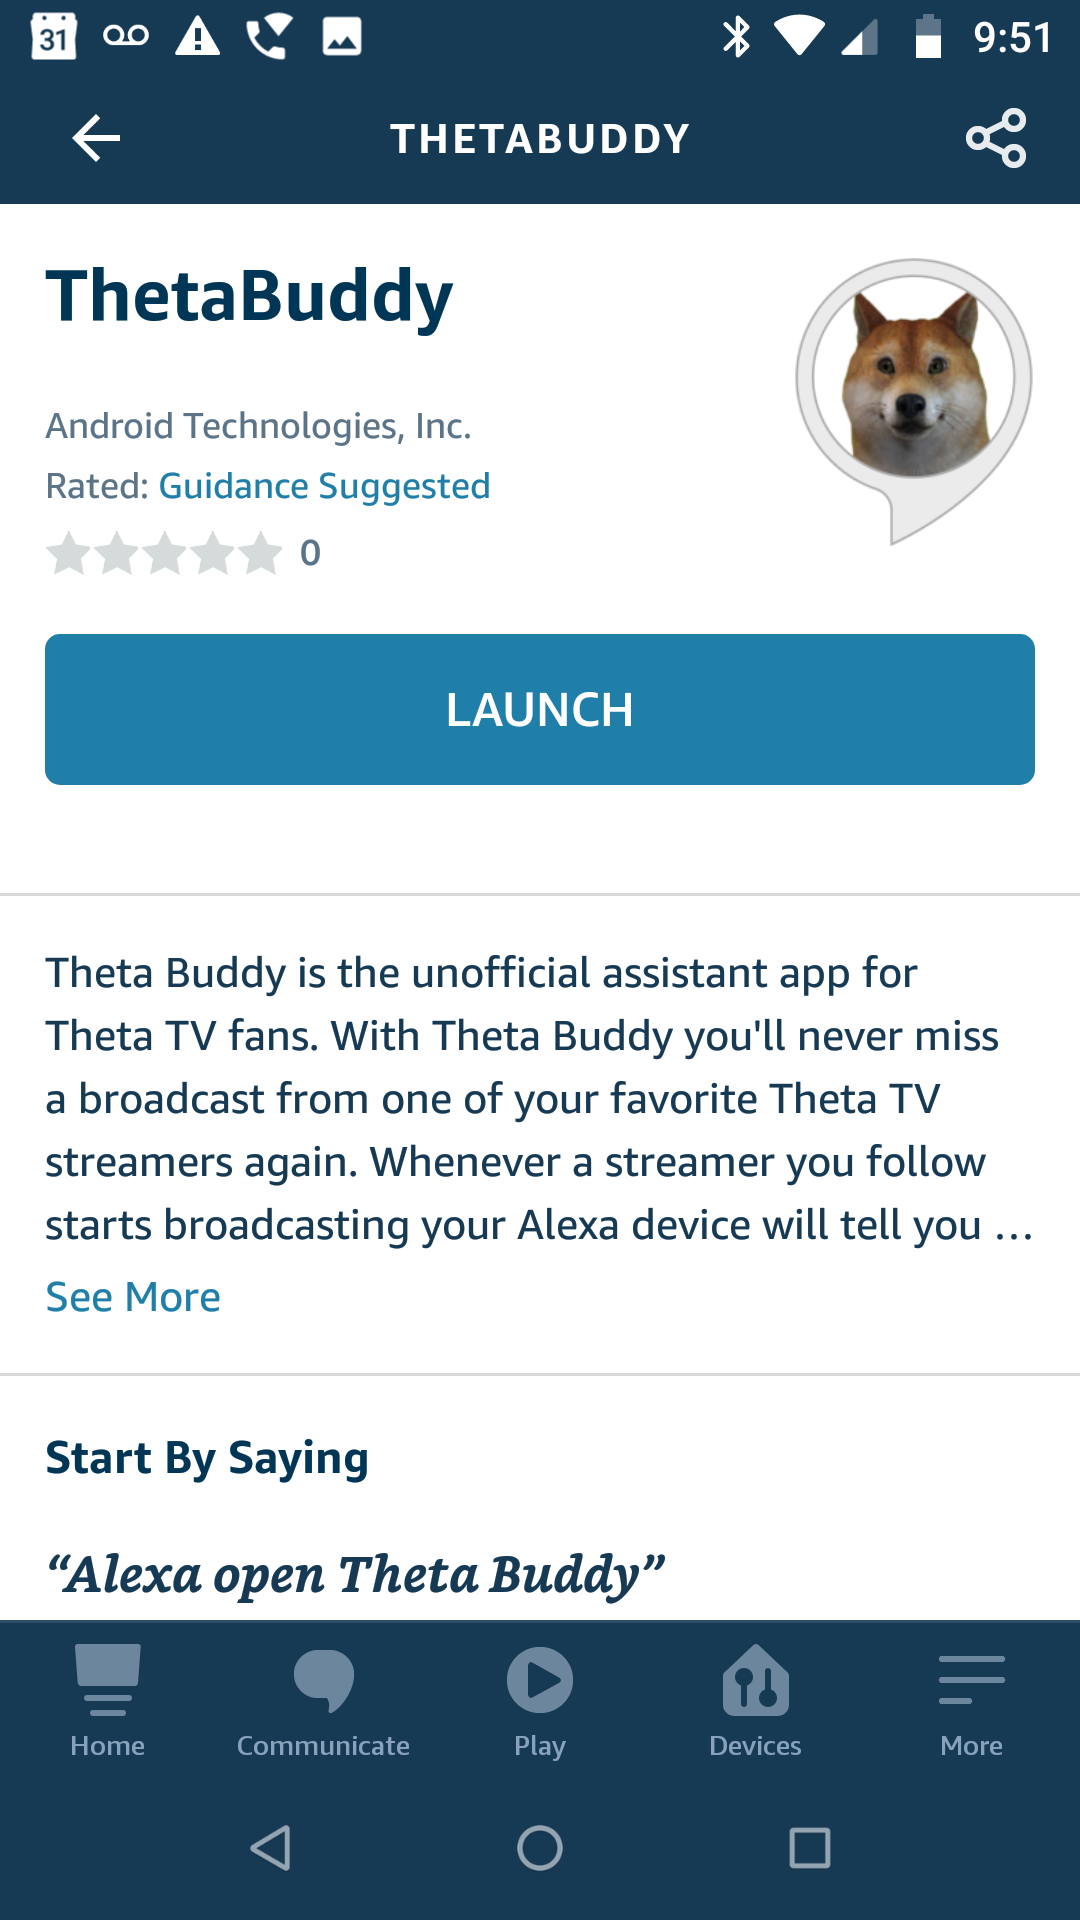 31
9:51
THETABUDDY
ThetaBuddy
Android Technologies, Inc.
Rated: Guidance Suggested
0
LAUNCH
Theta Buddy is the unofficial assistant app for
Theta TV fans. With Theta Buddy you'll never miss
a broadcast from one of your favorite Theta TV
streamers again. Whenever a streamer you follow
starts broadcasting your Alexa device will tell you ...
See More
Start By Saying
“Alexa open Theta Buddy”
Home Communicate Play Devices More